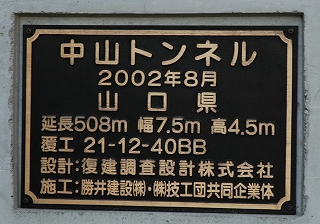 中山トンネル
2002年8月
山口県
延長508m 幅7.5m 高4.5m
覆工 21-12-40BB
設計：復建調査設計株式会社
施工：勝井建設㈱・㈱技工団共同企業体